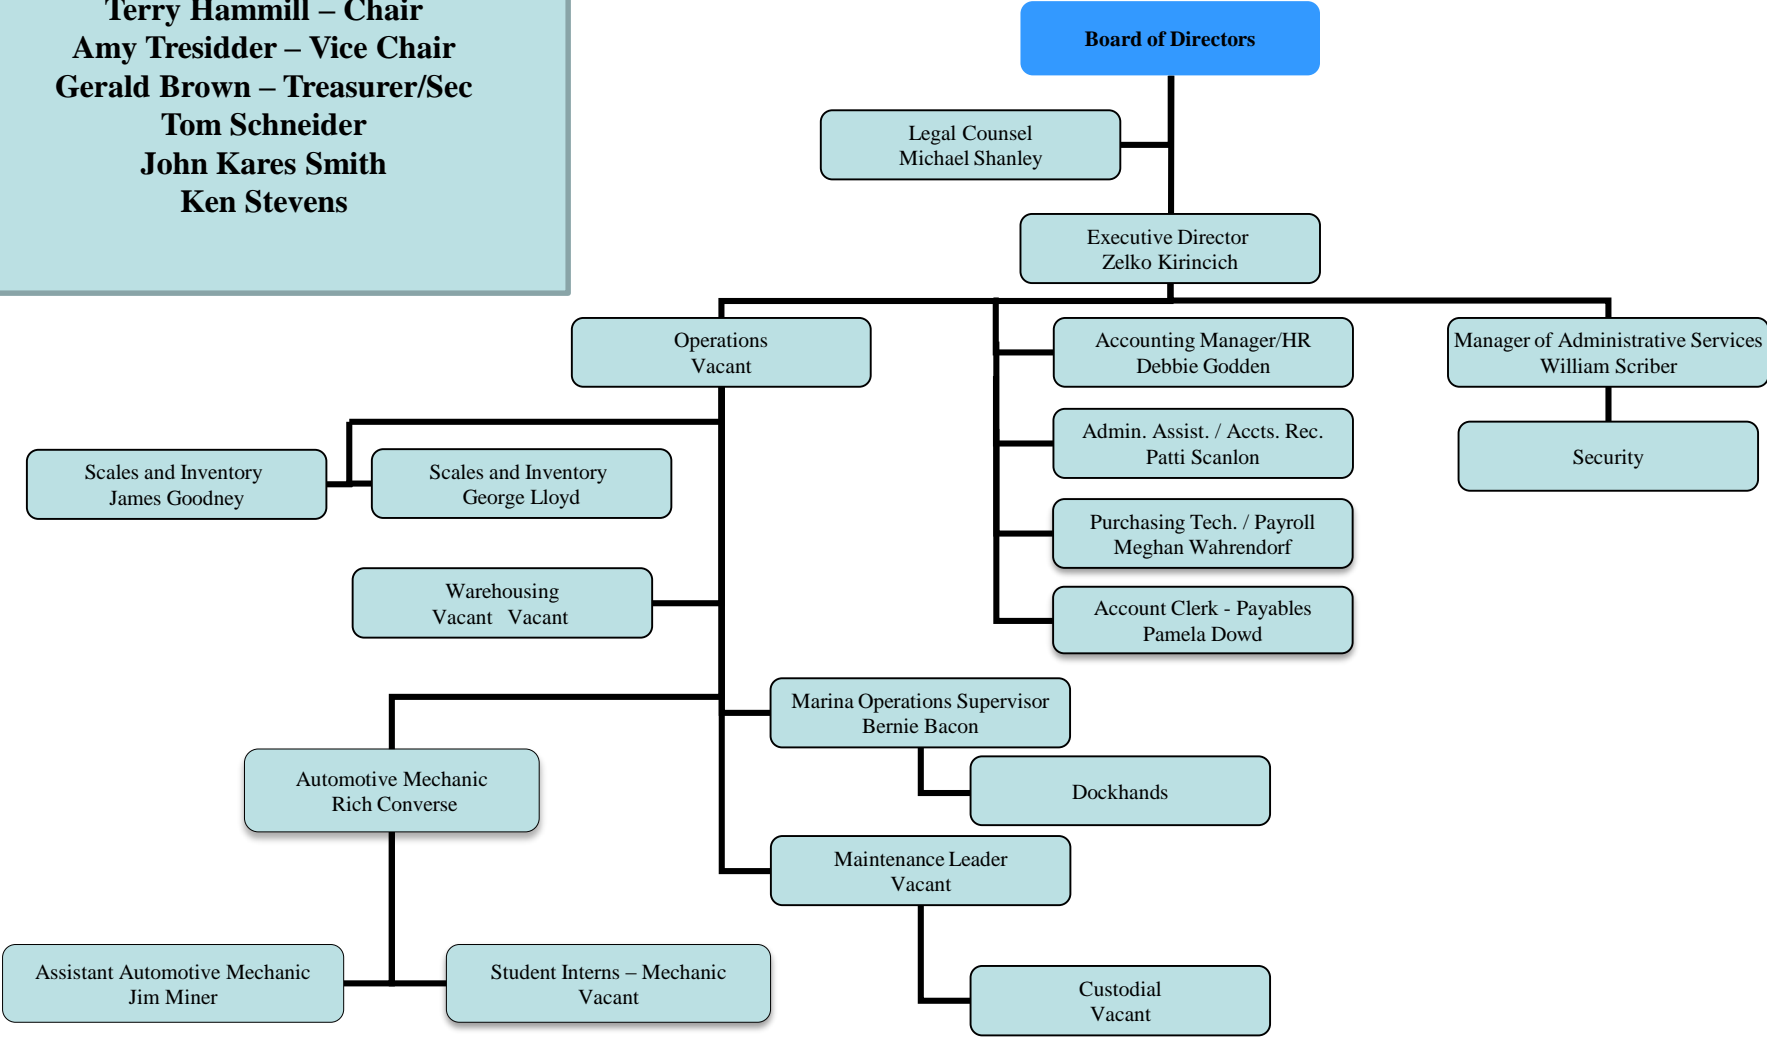 Terry Hammill – Chair
Amy Tresidder – Vice Chair
Gerald Brown – Treasurer/Sec
Tom Schneider
John Kares Smith
Ken Stevens
Board of Directors
Legal Counsel
Michael Shanley
Executive Director
Zelko Kirincich
Operations
Vacant
Accounting Manager/HR
Debbie Godden
Manager of Administrative Services
William Scriber
Admin. Assist. / Accts. Rec.
Patti Scanlon
Security
Scales and Inventory
James Goodney
Scales and Inventory
George Lloyd
Purchasing Tech. / Payroll
Meghan Wahrendorf
Warehousing
Vacant   Vacant
Account Clerk - Payables
Pamela Dowd
Marina Operations Supervisor
Bernie Bacon
Automotive Mechanic
Rich Converse
Dockhands
Maintenance Leader
Vacant
Assistant Automotive Mechanic
Jim Miner
Student Interns – Mechanic
Vacant
Custodial
Vacant